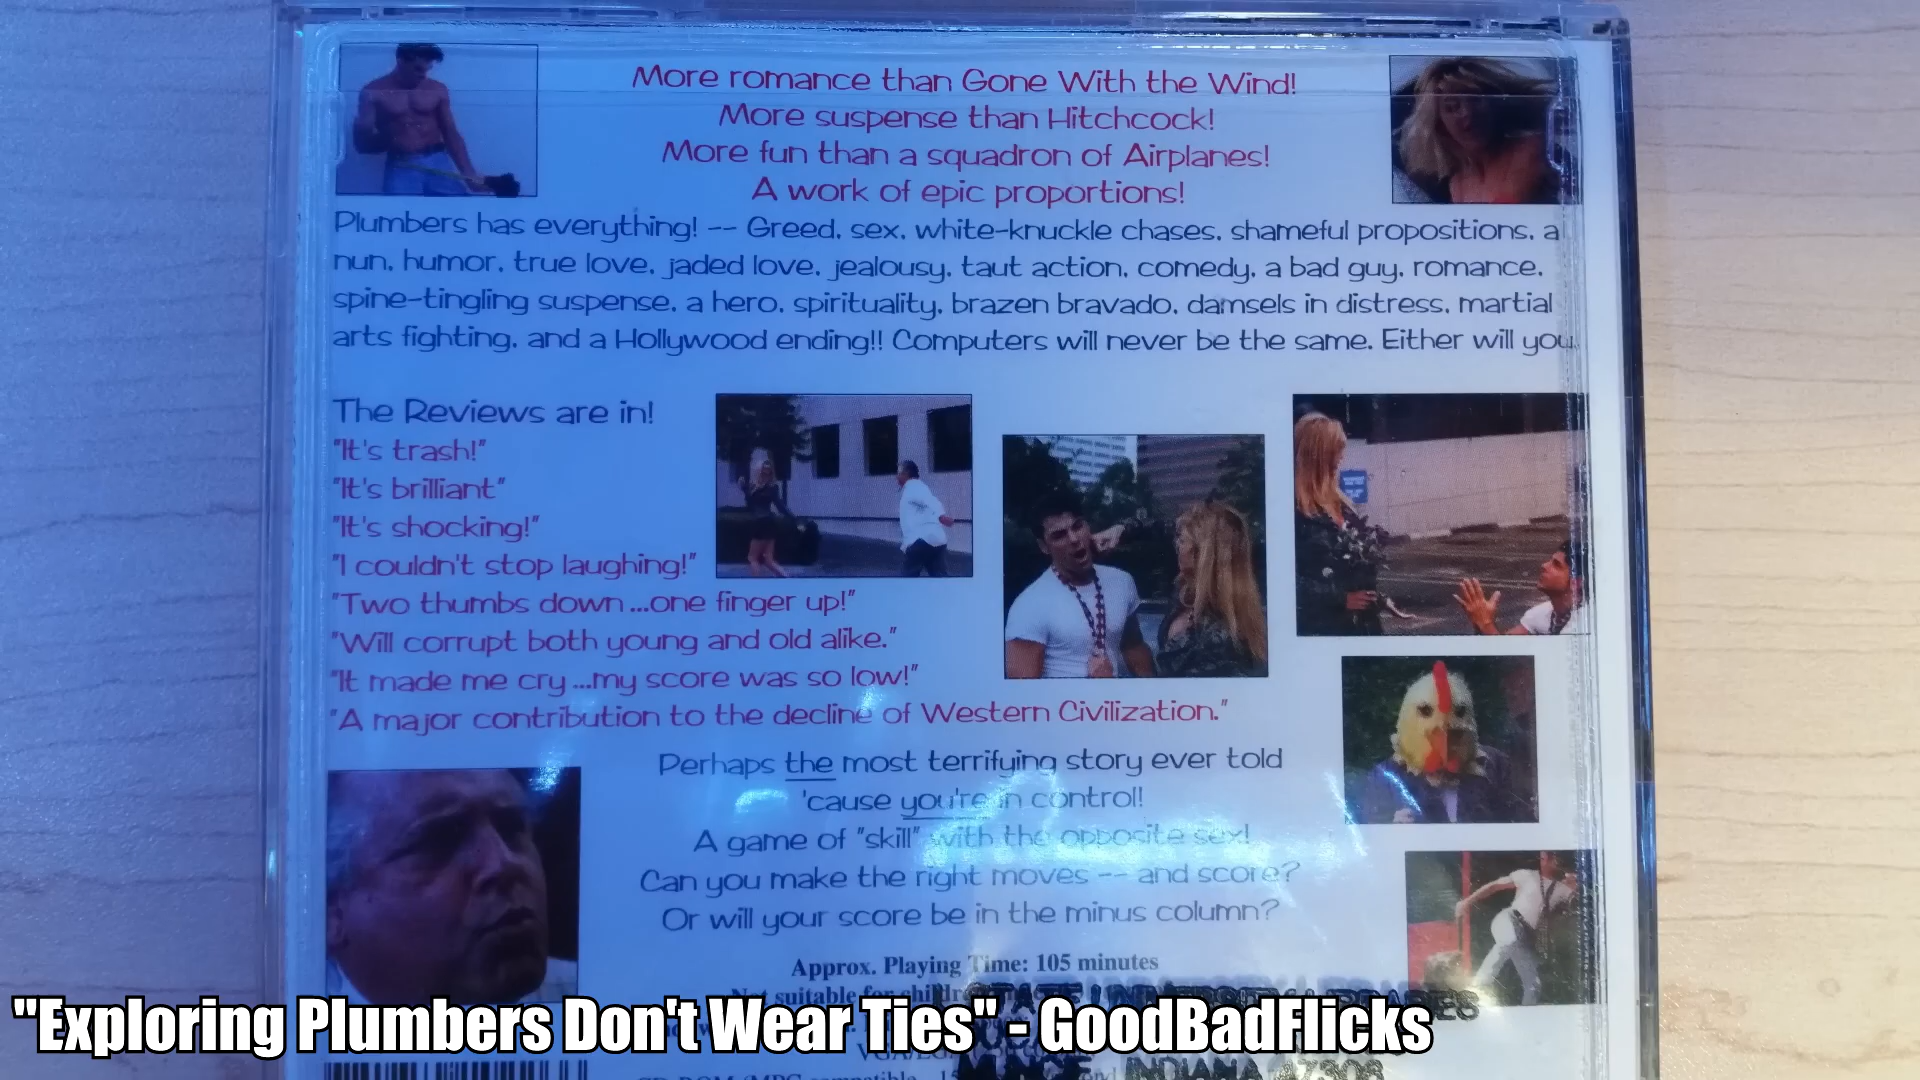 More romance than Gone With the Wind!
More suspense than Hitchcock!
More fun than a squadron of Airplanes!
A work of epic proportions!
Plumbers has everything! -- Greed, sex, white-knuckle chases, shameful propositions, a
nun, humor, true love, jaded love, jealousy, taut action, comedy, a bad guy, romance,
spine-tingling suspense, a hero, spirituality, brazen bravado, damsels in distress, martial
arts fighting, and a Hollywood ending!! Computers will never be the same. Either will you.
The Reviews are in!
"It's trash!"
"It's brilliant"
"It's shocking!"
"I couldn't stop laughing!"
"Two thumbs down...one finger up!"
"Will corrupt both young and old alike."
"It made me cry...my score was so low!"
"A major contribution to the decline of Western Civilization."
Perhaps the most terrifying story ever told
'cause you're in control!
A game of "skill" with the opposite sex!
Can you make the right moves -- and score?
Or will your score be in the minus column?
Approx. Playing Time: 105 minutes
Not suitable for
STATE UNIVERSITY LIBRARIES
"Exploring Plumbers Don't Wear Ties" - GoodBadFlicks
INDIANA 47306